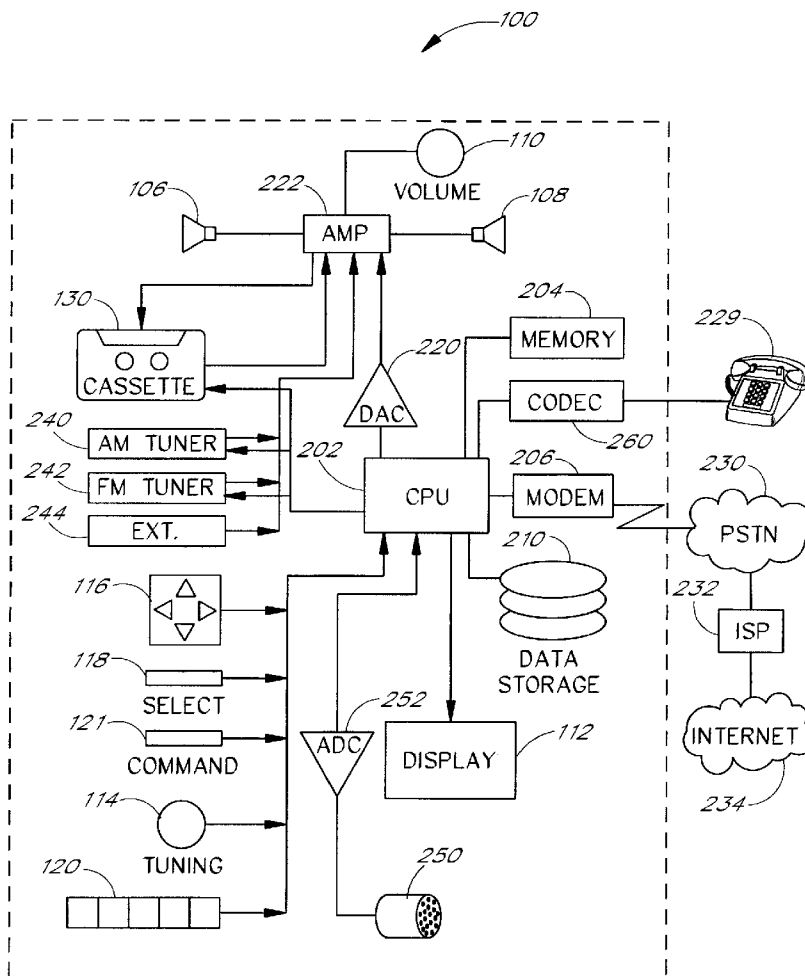 100
110
VOLUME
106
222
108
AMP
130
204
229
MEMORY
CASSETTE
220
DAC
CODEC
240
AM TUNER
260
202
206
230
242
FM TUNER
CPU
MODEM
244
EXT.
210
PSTN
116
232
ISP
118
DATA
STORAGE
SELECT
252
121
ADC
DISPLAY
112
INTERNET
COMMAND
234
114
TUNING
120
250